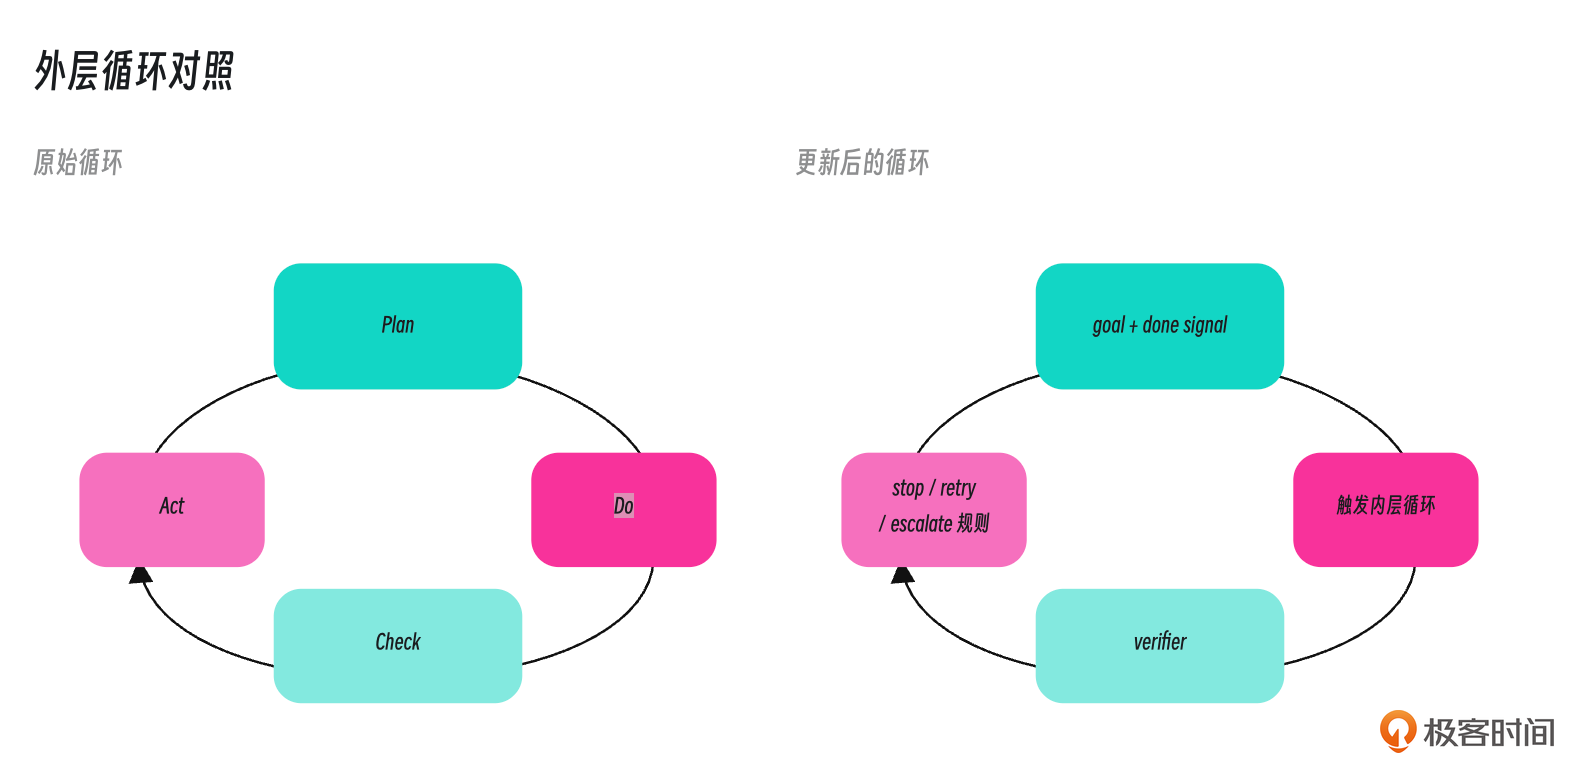 外层循环对照
原始循环
更新后的循环
Plan
Act
Do
Check
goal + done signal
stop / retry
/ escalate 规则
触发内层循环
verifier
极客时间